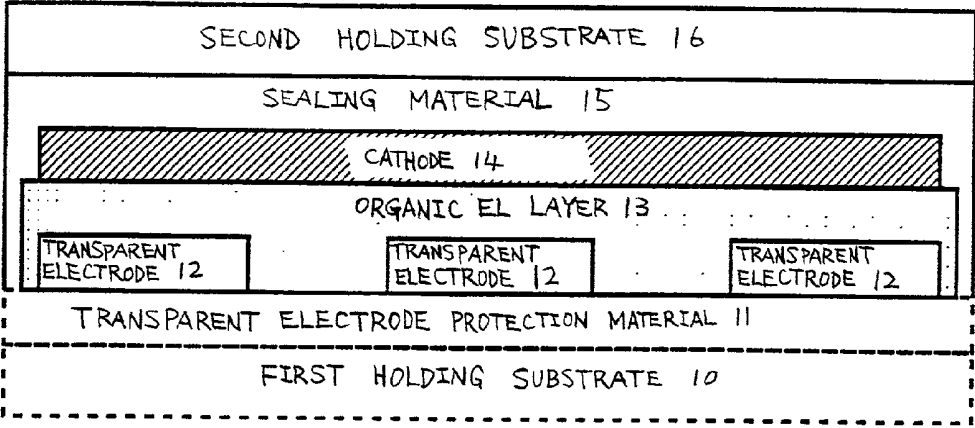 SECOND HOLDING SUBSTRATE 16
SEALING MATERIAL 15
CATHODE 14
ORGANIC EL LAYER 13
TRANSPARENT
ELECTRODE 12
TRANSPARENT
ELECTRODE 12
TRANSPARENT
ELECTRODE 12
TRANSPARENT ELECTRODE PROTECTION MATERIAL 11
FIRST HOLDING SUBSTRATE 10